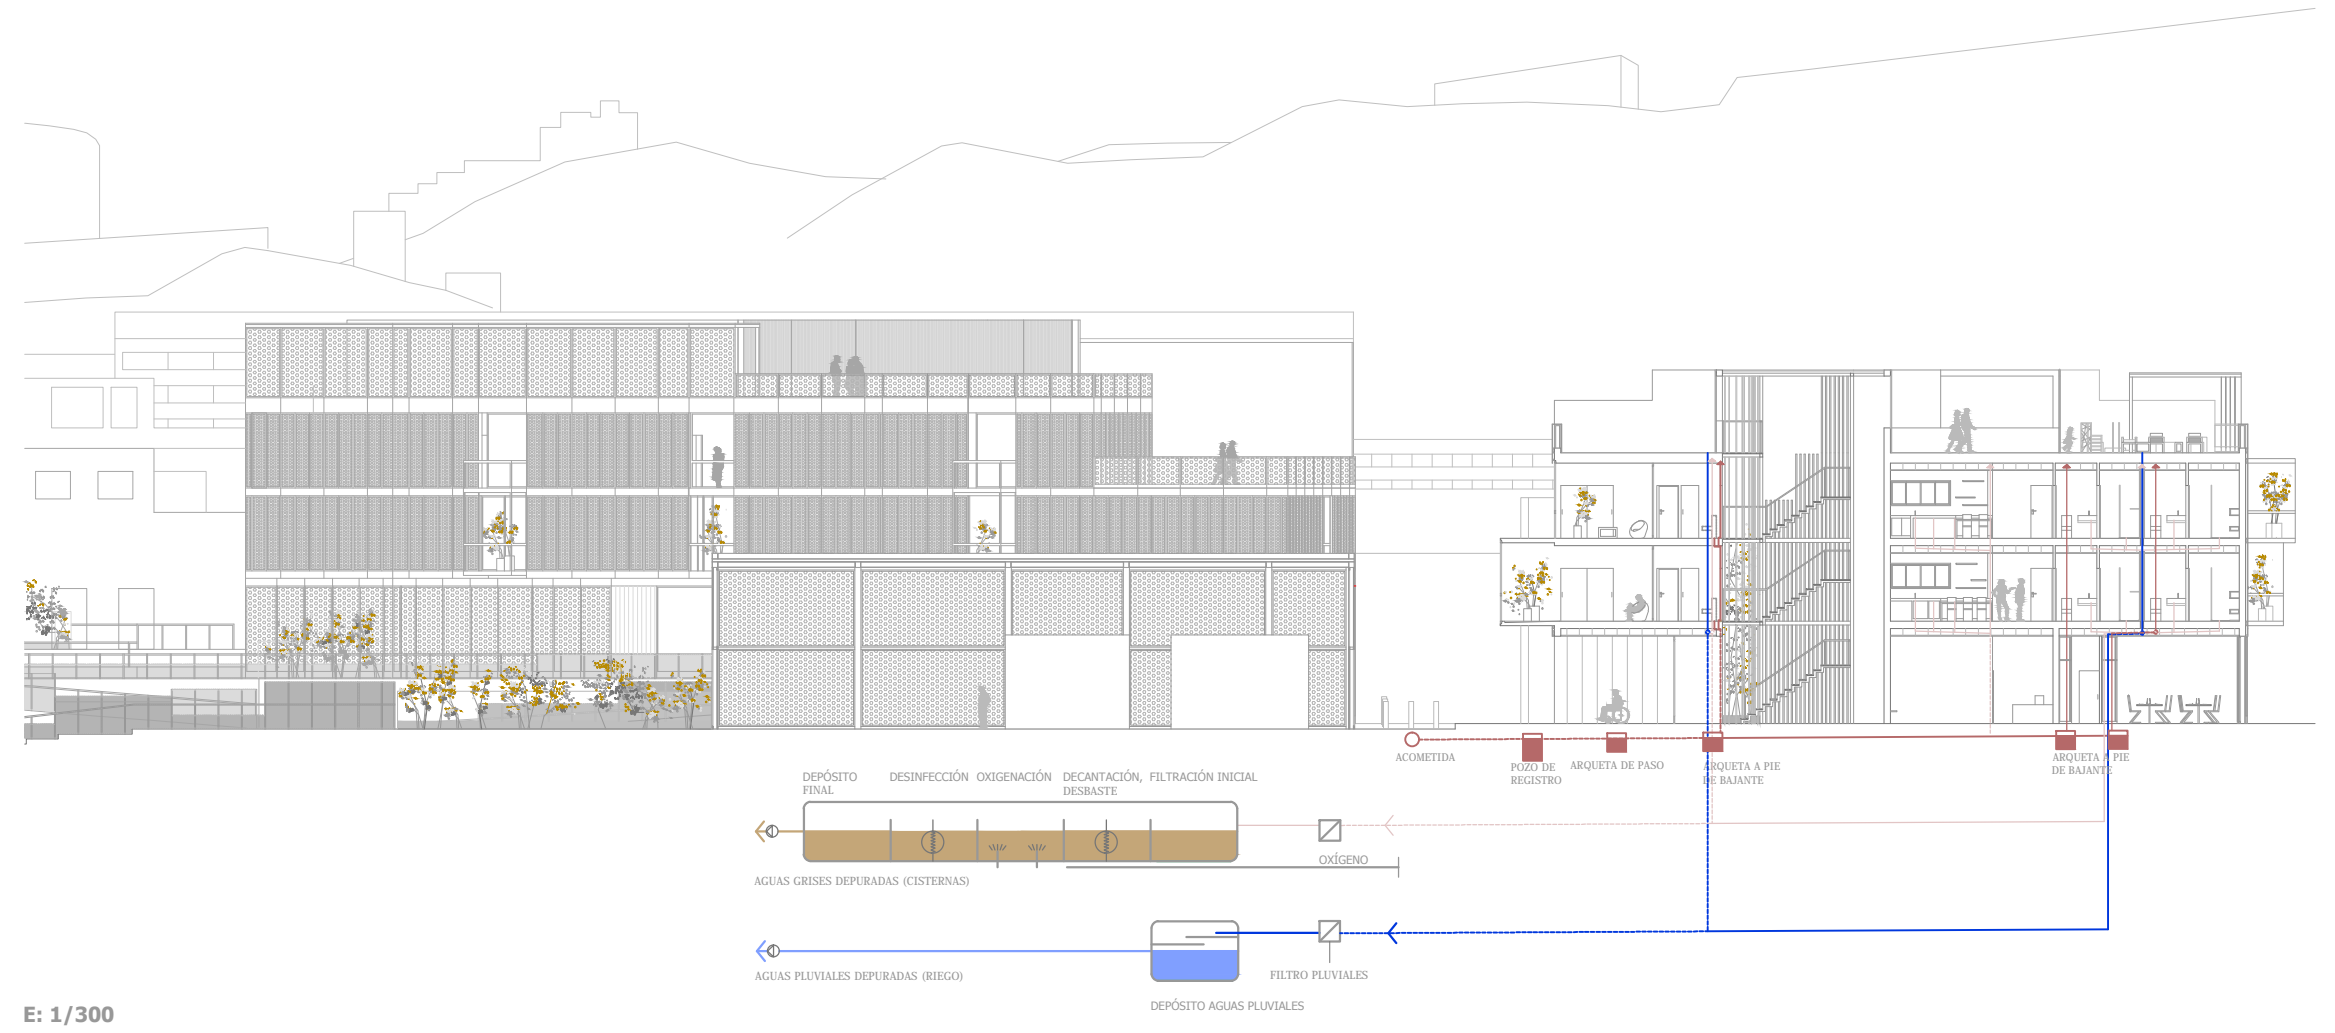 ACOMETIDA
POZO DE
REGISTRO
ARQUETA DE PASO
ARQUETA A PIE
DE BAJANTE
ARQUETA A PIE
DE BAJANTE
DEPÓSITO
FINAL
DESINFECCIÓN
OXIGENACIÓN
DECANTACIÓN,
DESBASTE
FILTRACIÓN INICIAL
OXÍGENO
AGUAS GRISES DEPURADAS (CISTERNAS)
AGUAS PLUVIALES DEPURADAS (RIEGO)
FILTRO PLUVIALES
DEPÓSITO AGUAS PLUVIALES
E: 1/300